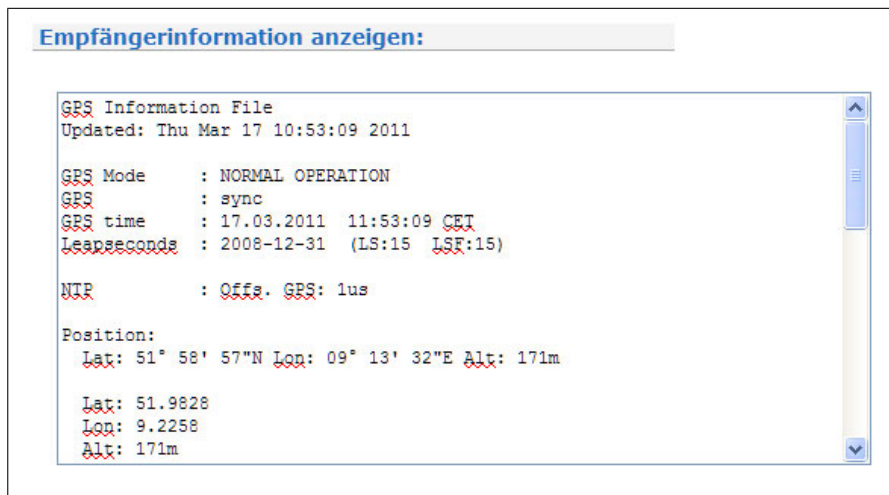 Empfängerinformation anzeigen:
GPS Information File
Updated: Thu Mar 17 10:53:09 2011
GPS Mode : NORMAL OPERATION
GPS : sync
GPS time : 17.03.2011 11:53:09 CET
Leapseconds : 2008-12-31 (LS:15 LSF:15)
NTP : Offs. GPS: 1us
Position:
Lat: 51° 58' 57"N Lon: 09° 13' 32"E Alt: 171m
Lat: 51.9828
Lon: 9.2258
Alt: 171m